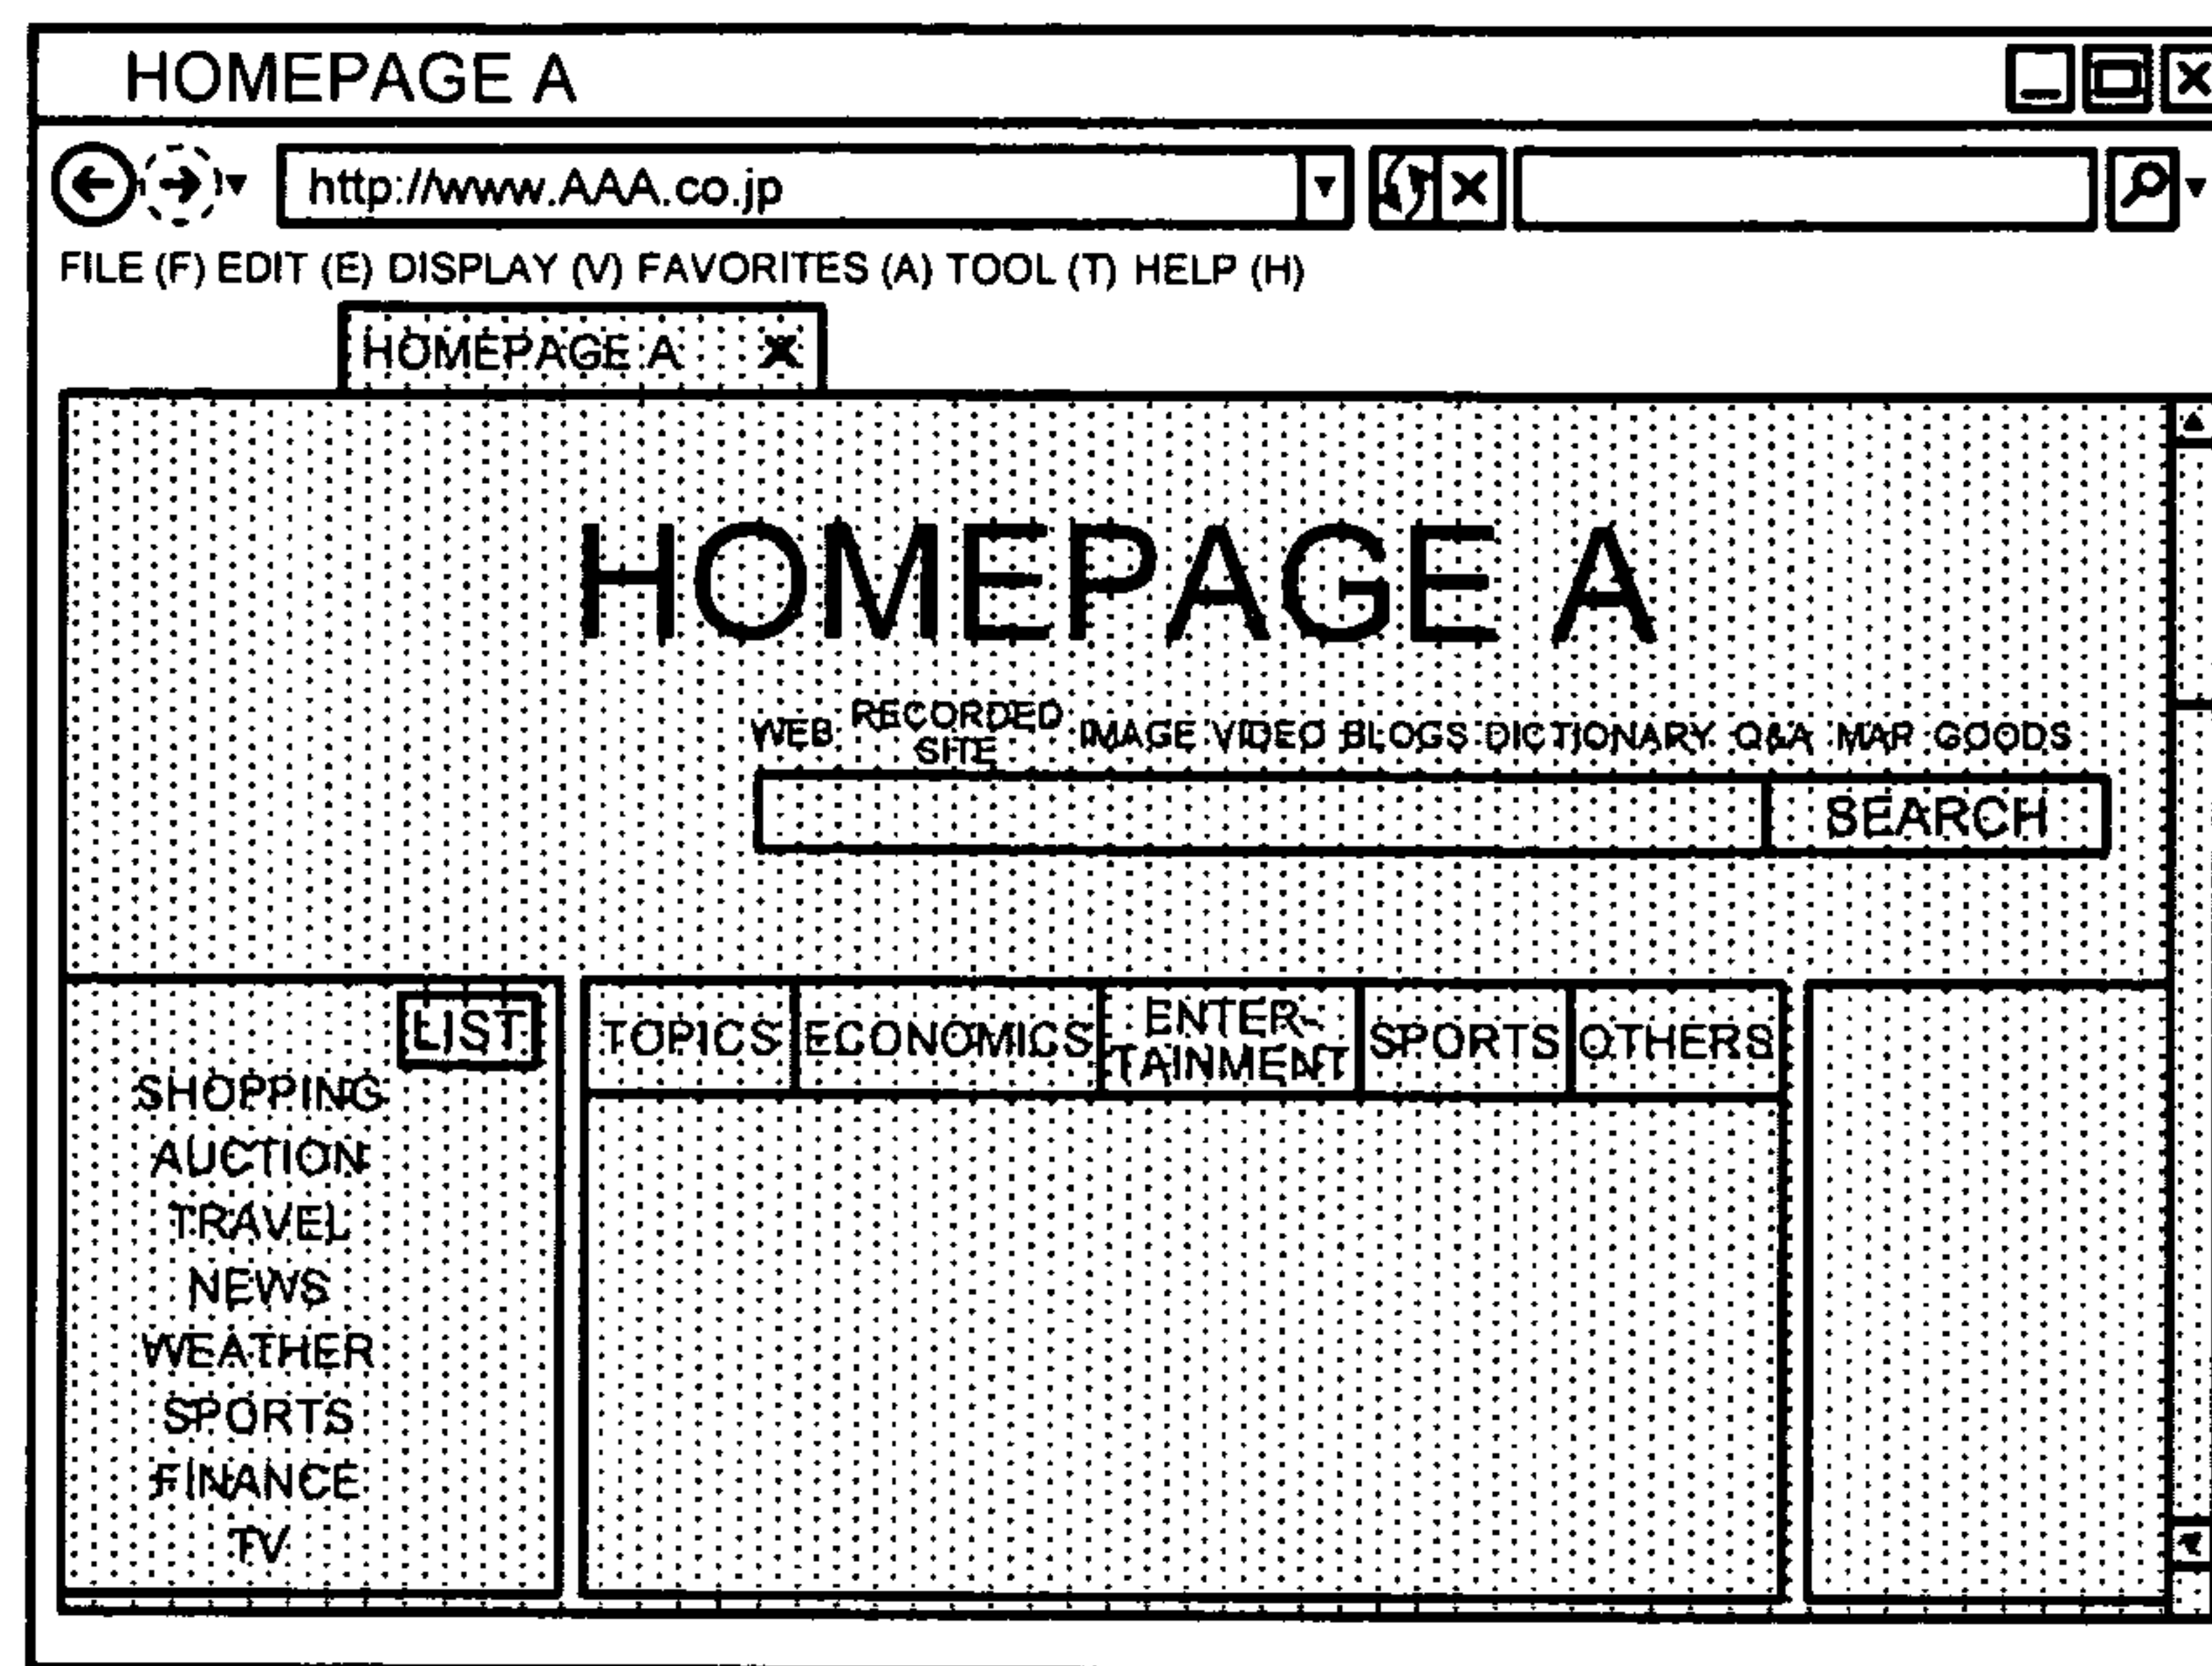 HOMEPAGE A
http://www.AAA.co.jp
FILE (F) EDIT (E) DISPLAY (V) FAVORITES (A) TOOL (T) HELP (H)
HOMEPAGE A
HOMEPAGE A
WEB RECORDED SITE IMAGE VIDEO BLOGS DICTIONARY Q&A MAP GOODS
SEARCH
LIST
SHOPPING
AUCTION
TRAVEL
NEWS
WEATHER
SPORTS
FINANCE
TV
TOPICS ECONOMICS ENTER-
TAINMENT SPORTS OTHERS